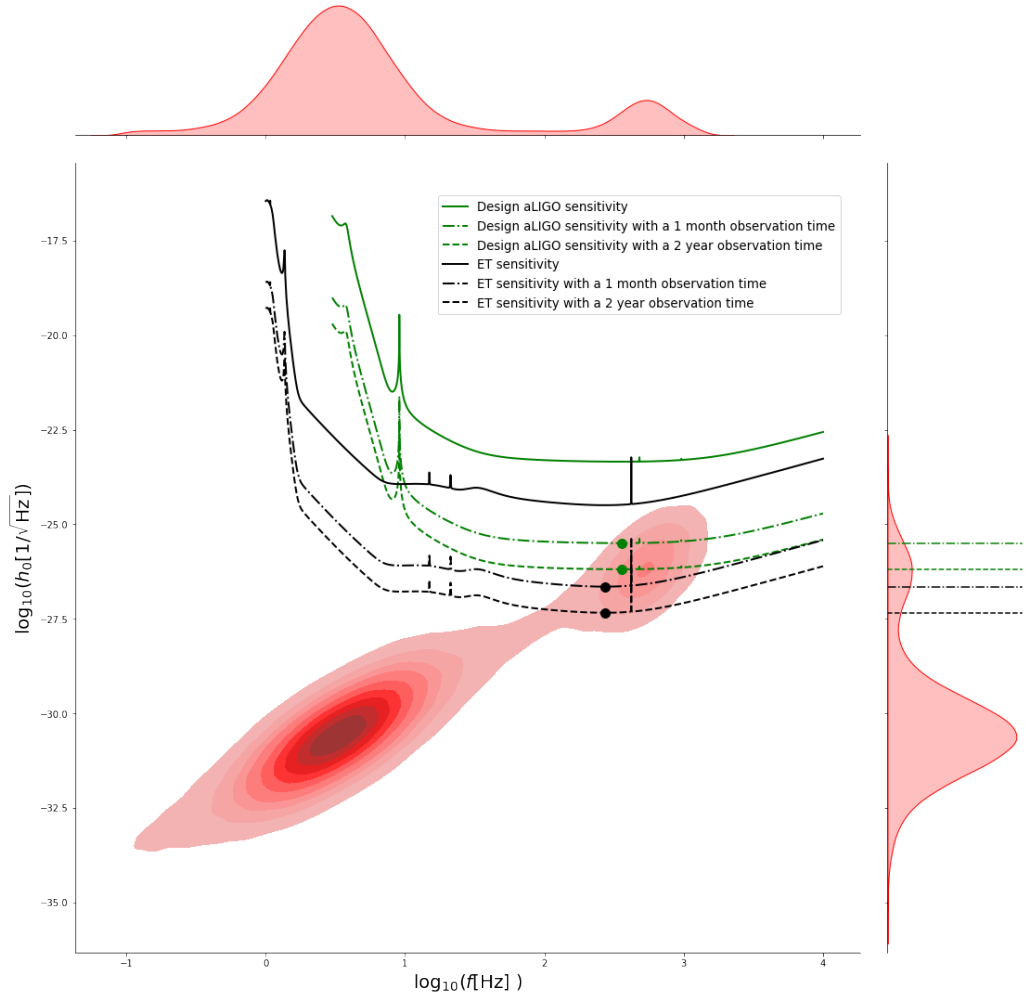 Design aLIGO sensitivity
Design aLIGO sensitivity with a 1 month observation time
Design aLIGO sensitivity with a 2 year observation time
ET sensitivity
ET sensitivity with a 1 month observation time
ET sensitivity with a 2 year observation time
−17.5
−20.0
−22.5
−25.0
−27.5
−30.0
−32.5
−35.0
log₁₀(h₀[1/√Hz])
−1
0
1
2
3
4
log₁₀(f[Hz] )